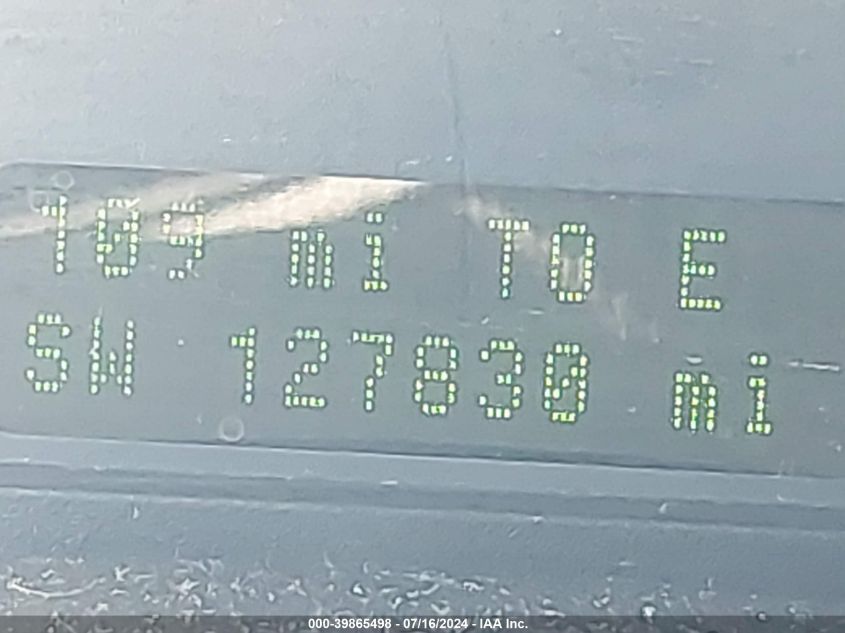 109 mi TO E
SW 127830 mi
000-39865498 - 07/16/2024 - IAA Inc.